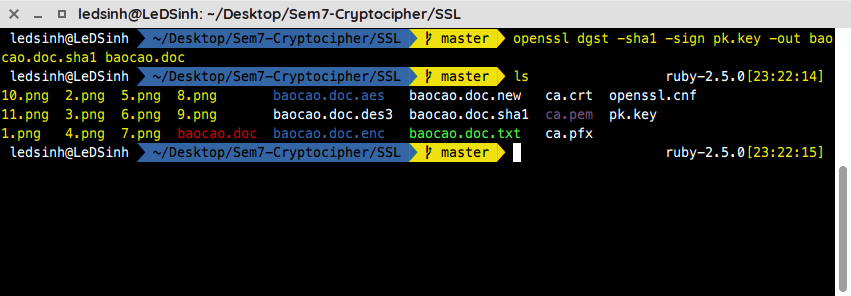 ledsinh@LeDSinh: ~/Desktop/Sem7-Cryptocipher/SSL
ledsinh@LeDSinh ~/Desktop/Sem7-Cryptocipher/SSL master openssl dgst -sha1 -sign pk.key -out bao
cao.doc.sha1 baocao.doc
ledsinh@LeDSinh ~/Desktop/Sem7-Cryptocipher/SSL master ls ruby-2.5.0[23:22:14]
10.png 2.png 5.png 8.png baocao.doc.aes baocao.doc.new ca.crt openssl.cnf
11.png 3.png 6.png 9.png baocao.doc.des3 baocao.doc.sha1 ca.pem pk.key
1.png 4.png 7.png baocao.doc baocao.doc.enc baocao.doc.txt ca.pfx
ledsinh@LeDSinh ~/Desktop/Sem7-Cryptocipher/SSL master ruby-2.5.0[23:22:15]